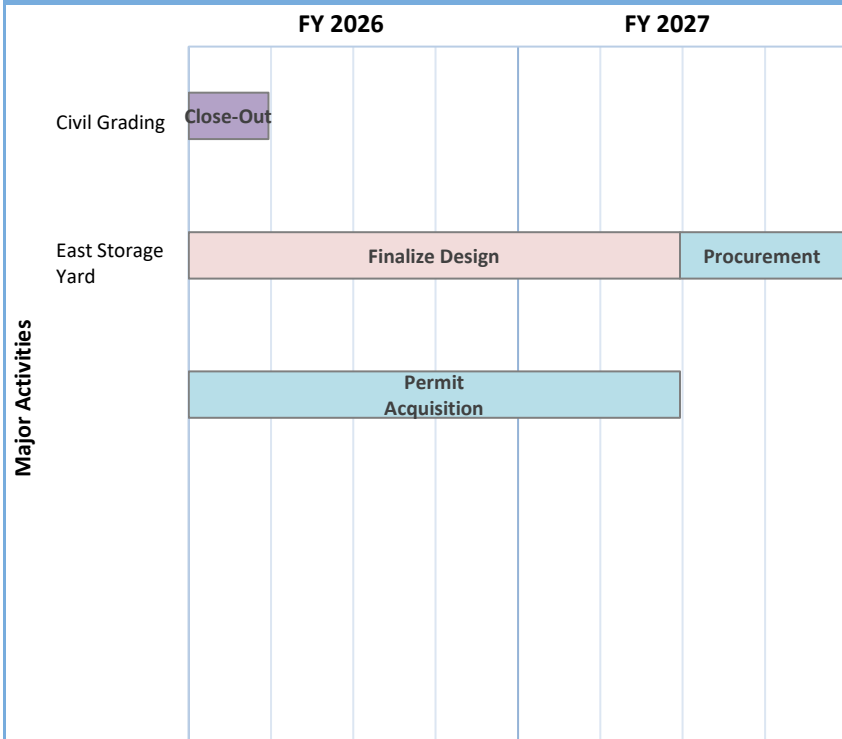 FY 2026
FY 2027
Civil Grading
Close-Out
East Storage
Yard
Finalize Design
Procurement
Permit
Acquisition
Major Activities